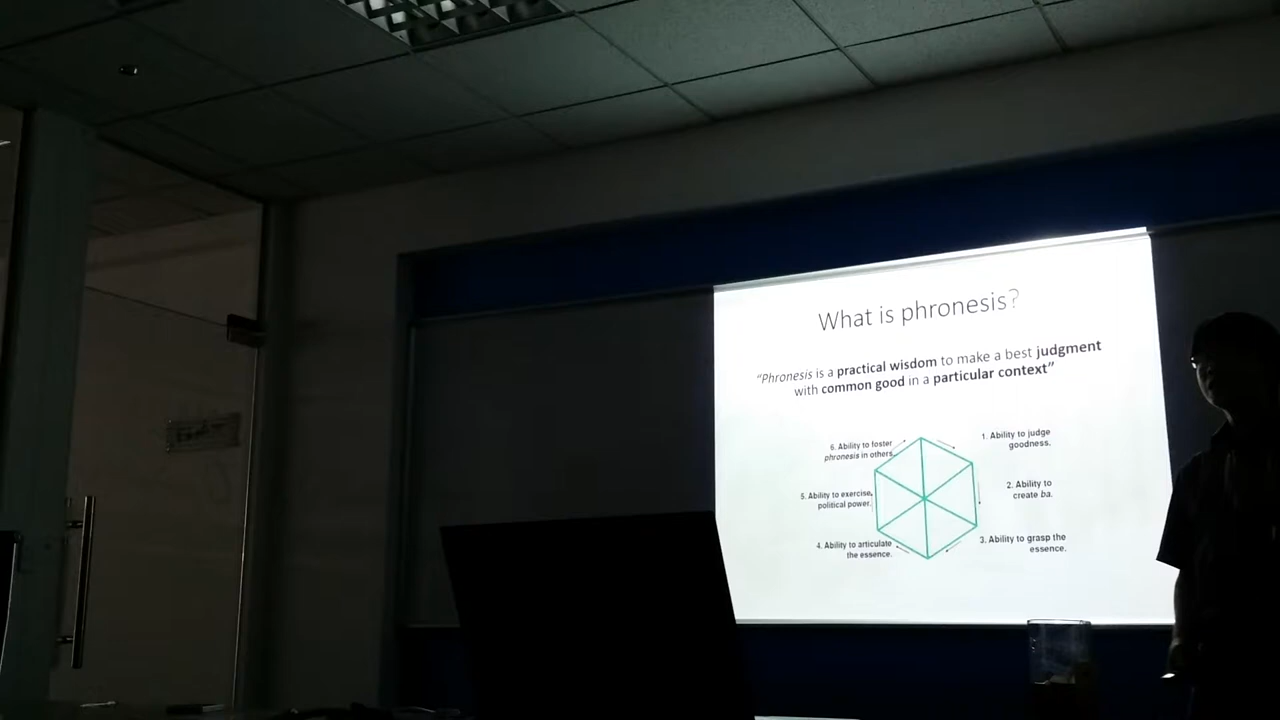 What is phronesis?
“Phronesis is a practical wisdom to make a best judgment
with common good in a particular context”
6. Ability to foster
phronesis in others.
1. Ability to judge
goodness.
5. Ability to exercise
political power.
2. Ability to
create ba.
4. Ability to articulate
the essence.
3. Ability to grasp the
essence.